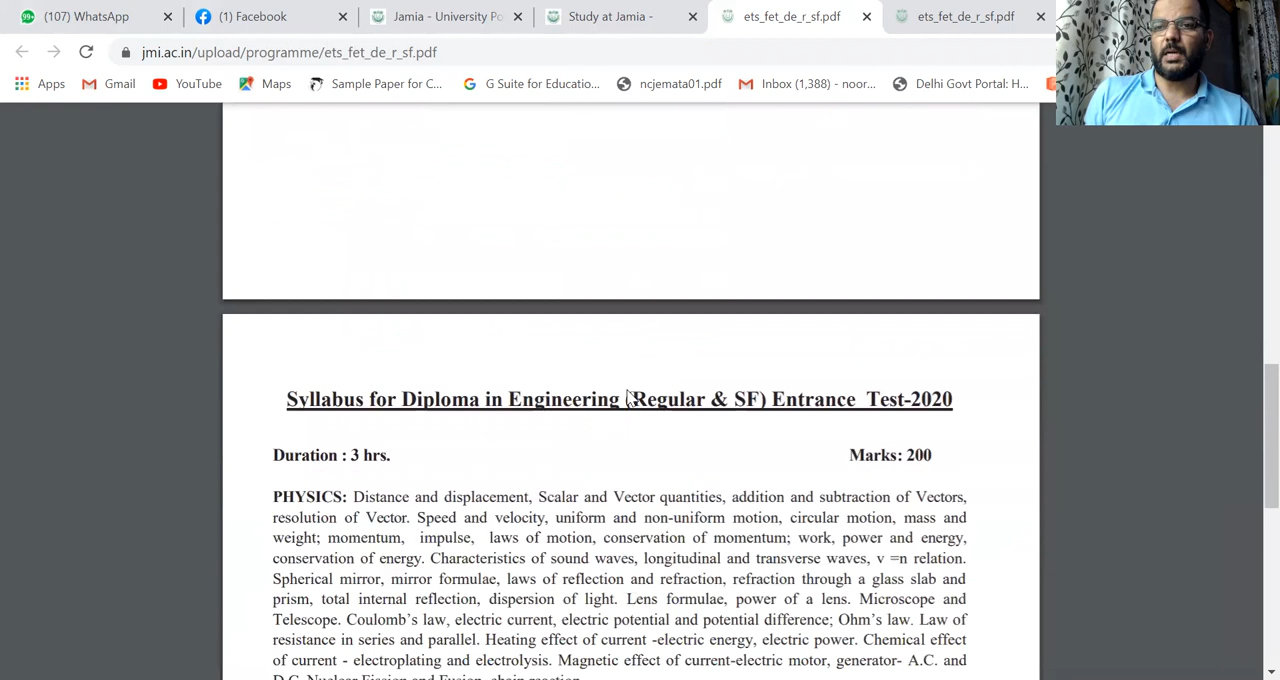 (107) WhatsApp
(1) Facebook
Jamia - University Po
Study at Jamia -
ets_fet_de_r_sf.pdf
ets_fet_de_r_sf.pdf
jmi.ac.in/upload/programme/ets_fet_de_r_sf.pdf
Apps
Gmail
YouTube
Maps
Sample Paper for C...
G Suite for Educatio...
ncjemata01.pdf
Inbox (1,388) - noor...
Delhi Govt Portal: H...
Syllabus for Diploma in Engineering (Regular & SF) Entrance Test-2020
Duration : 3 hrs.
Marks: 200
PHYSICS: Distance and displacement, Scalar and Vector quantities, addition and subtraction of Vectors,
resolution of Vector. Speed and velocity, uniform and non-uniform motion, circular motion, mass and
weight; momentum, impulse, laws of motion, conservation of momentum; work, power and energy,
conservation of energy. Characteristics of sound waves, longitudinal and transverse waves, v =n relation.
Spherical mirror, mirror formulae, laws of reflection and refraction, refraction through a glass slab and
prism, total internal reflection, dispersion of light. Lens formulae, power of a lens. Microscope and
Telescope. Coulomb's law, electric current, electric potential and potential difference; Ohm's law. Law of
resistance in series and parallel. Heating effect of current -electric energy, electric power. Chemical effect
of current - electroplating and electrolysis. Magnetic effect of current-electric motor, generator- A.C. and
D.C. Nuclear Fission and Fusion, chain reaction.